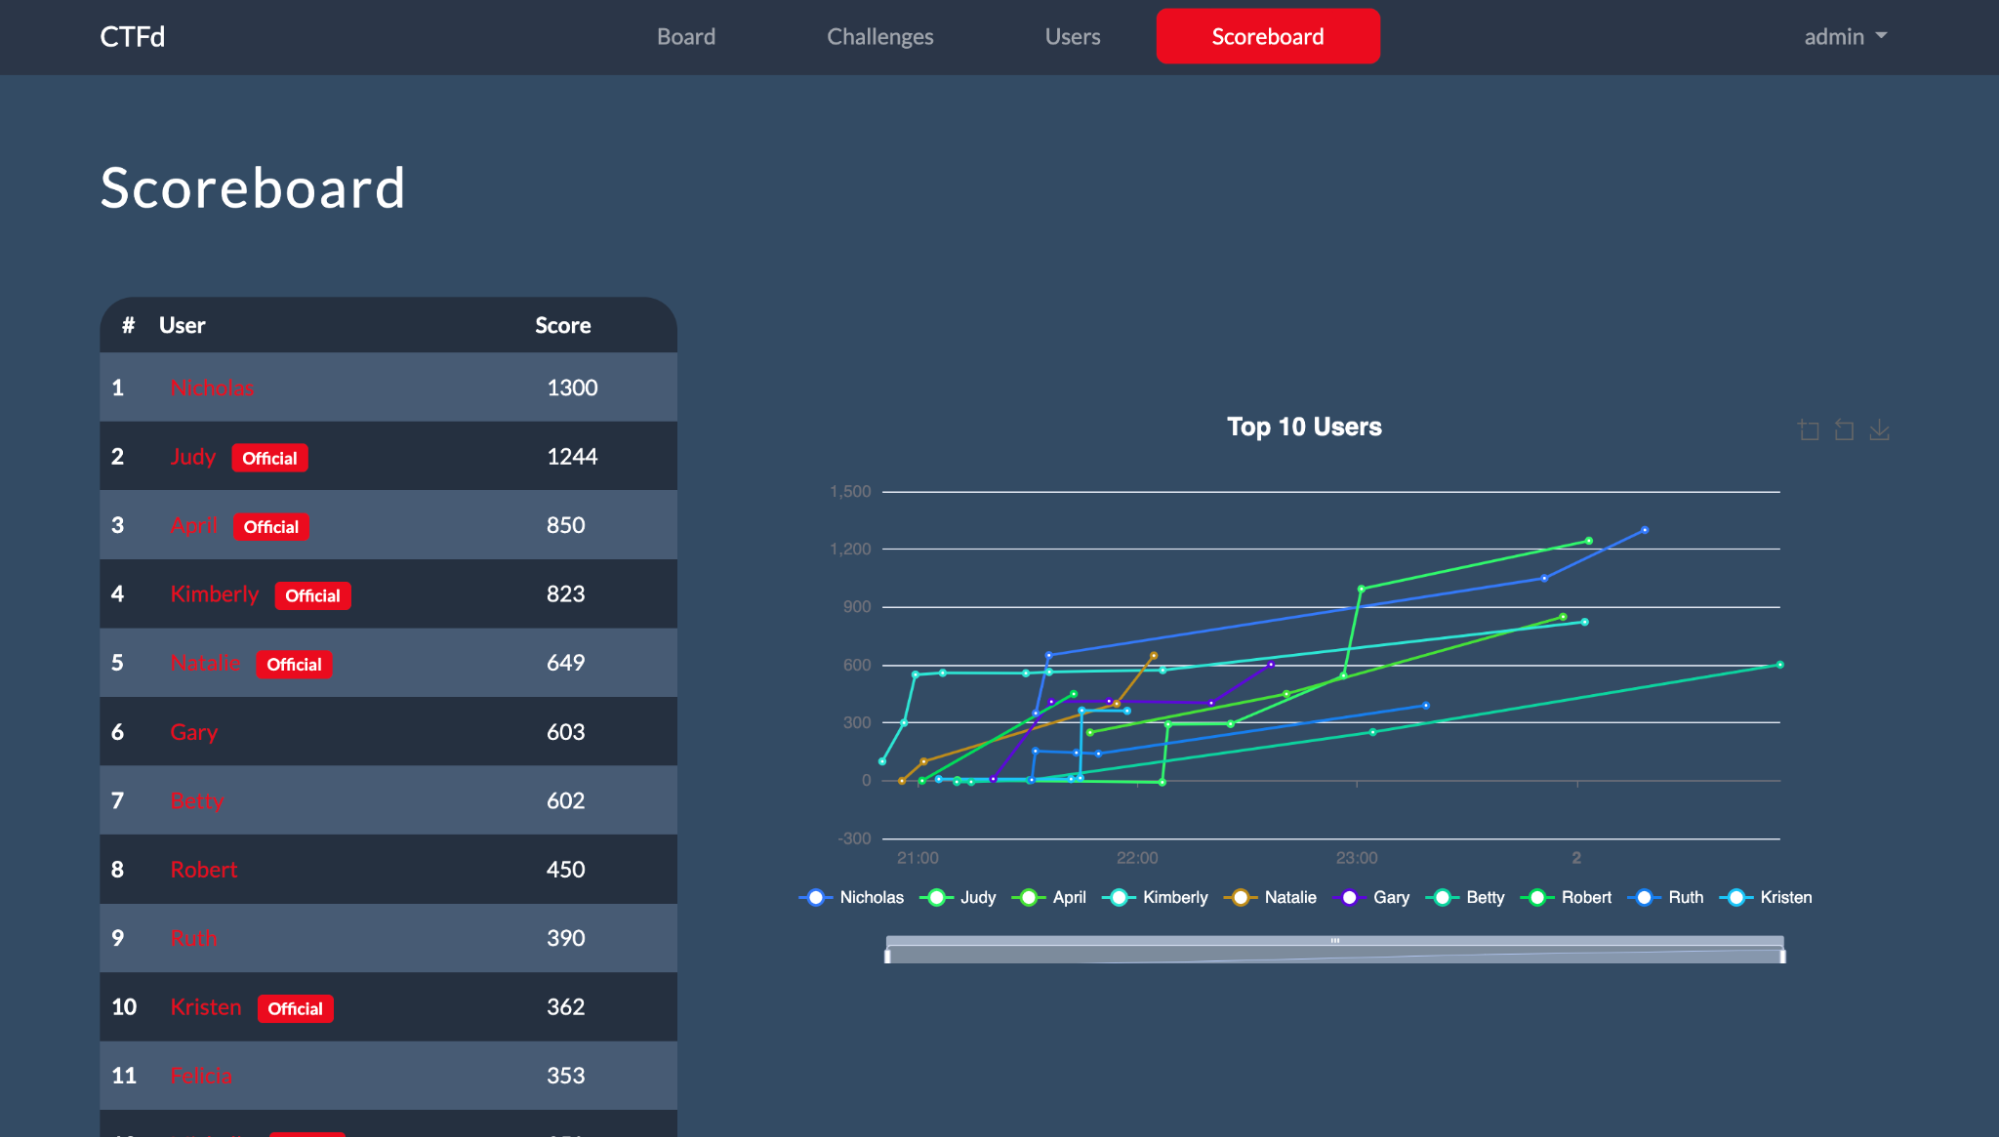 CTFd Board Challenges Users Scoreboard admin
Scoreboard
# User Score
1 Nicholas 1300
2 Judy Official 1244
3 April Official 850
4 Kimberly Official 823
5 Natalie Official 649
6 Gary 603
7 Betty 602
8 Robert 450
9 Ruth 390
10 Kristen Official 362
11 Felicia 353
Top 10 Users
1,500
1,200
900
600
300
0
-300
21:00 22:00 23:00 2
Nicholas Judy April Kimberly Natalie Gary Betty Robert Ruth Kristen